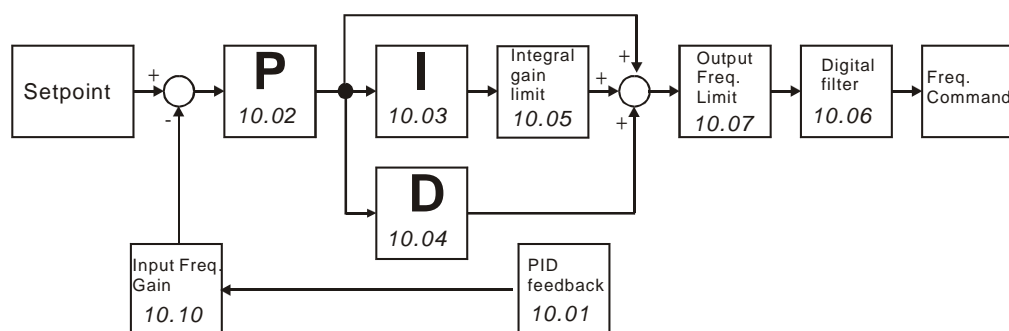 Setpoint
+
-
P
10.02
I
10.03
Integral
gain
limit
10.05
+
+
+
Output
Freq.
Limit
10.07
Digital
filter
10.06
Freq.
Command
D
10.04
Input Freq.
Gain
10.10
PID
feedback
10.01